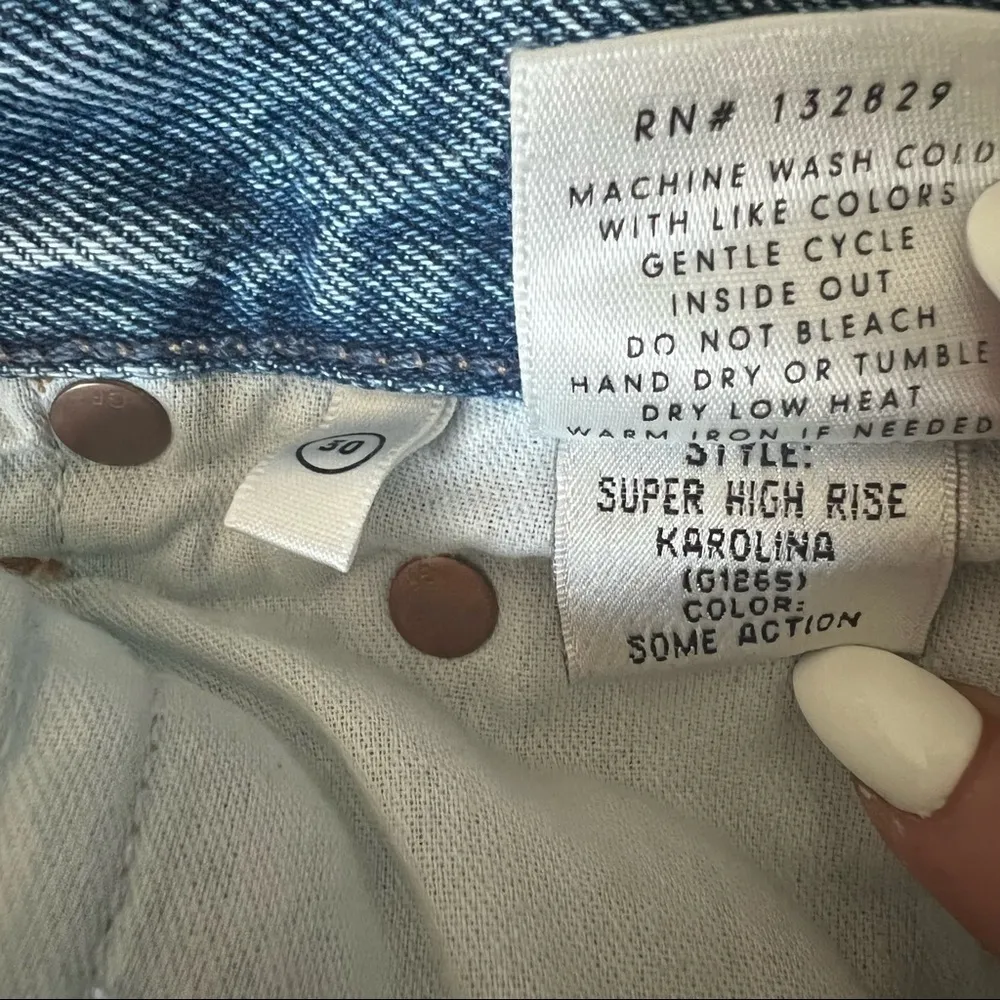 RN# 132829
MACHINE WASH COLD
WITH LIKE COLORS
GENTLE CYCLE
INSIDE OUT
DO NOT BLEACH
HAND DRY OR TUMBLE
DRY LOW HEAT
WARM IRON IF NEEDED
30
STYLE:
SUPER HIGH RISE
KAROLINA
(G1265)
COLOR:
SOME ACTION